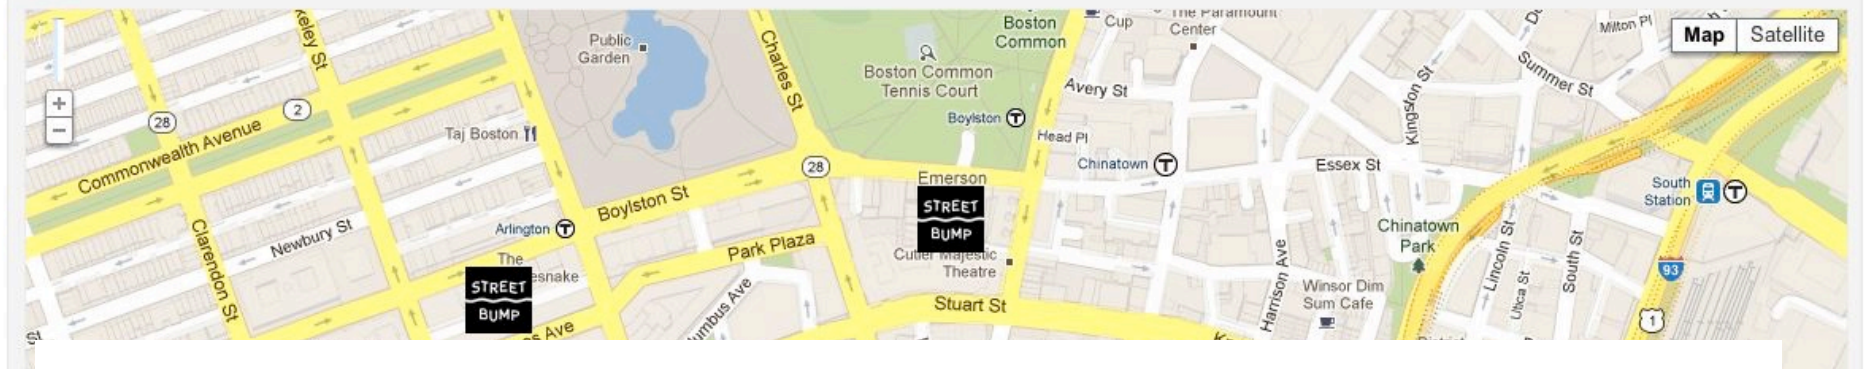 Map
Satellite
Public
Garden
Charles St
Boston
Common
Cup
The Paramount
Center
Milton Pl
Summer St
Kingston St
Avery St
Boston Common
Tennis Court
Boylston T
Head Pl
Chinatown T
Essex St
28
2
Commonwealth Avenue
Taj Boston
28
Emerson
STREET
BUMP
Boylston St
Arlington T
Newbury St
Clarendon St
Park Plaza
The
STREET
BUMP
Cutler Majestic
Theatre
Stuart St
Harrison Ave
Winsor Dim
Sum Cafe
Chinatown
Park
Lincoln St
Utica St
South St
South
Station T
93
1